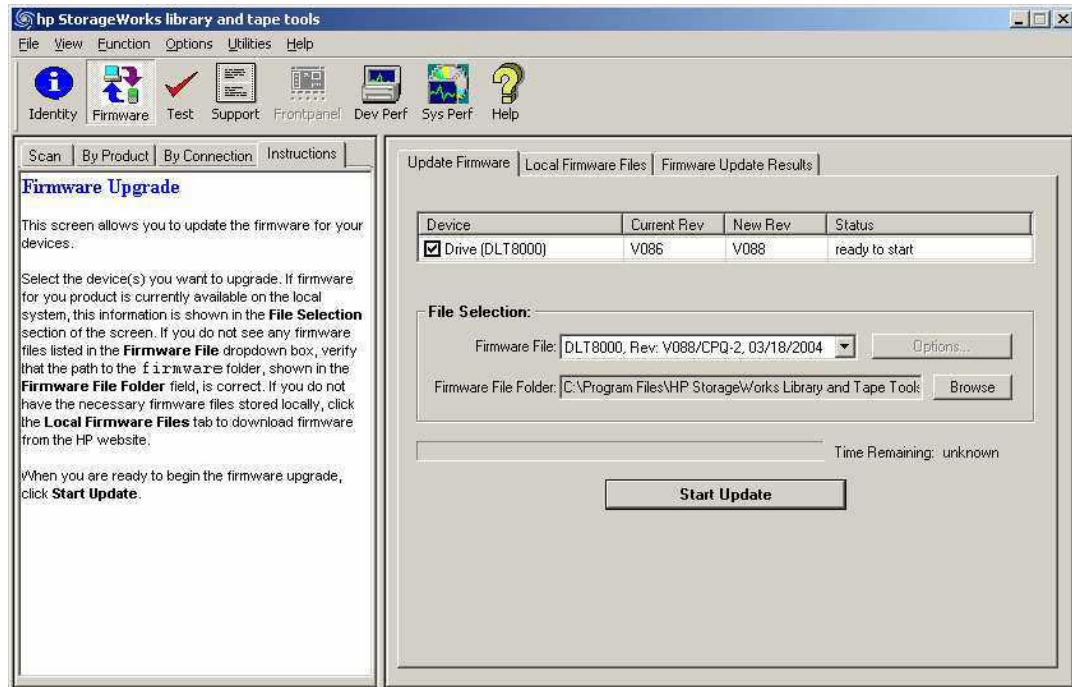 hp StorageWorks library and tape tools
File View Function Options Utilities Help
Identity Firmware Test Support Frontpanel Dev Perf Sys Perf Help
Scan By Product By Connection Instructions
Firmware Upgrade
This screen allows you to update the firmware for your
devices.
Select the device(s) you want to upgrade. If firmware
for you product is currently available on the local
system, this information is shown in the File Selection
section of the screen. If you do not see any firmware
files listed in the Firmware File dropdown box, verify
that the path to the firmware folder, shown in the
Firmware File Folder field, is correct. If you do not
have the necessary firmware files stored locally, click
the Local Firmware Files tab to download firmware
from the HP website.
When you are ready to begin the firmware upgrade,
click Start Update.
Update Firmware Local Firmware Files Firmware Update Results
Device Current Rev New Rev Status
Drive (DLT8000) V086 V088 ready to start
File Selection:
Firmware File: DLT8000, Rev: V088/CPQ-2, 03/18/2004 Options...
Firmware File Folder: C:\Program Files\HP StorageWorks Library and Tape Tools Browse
Time Remaining: unknown
Start Update